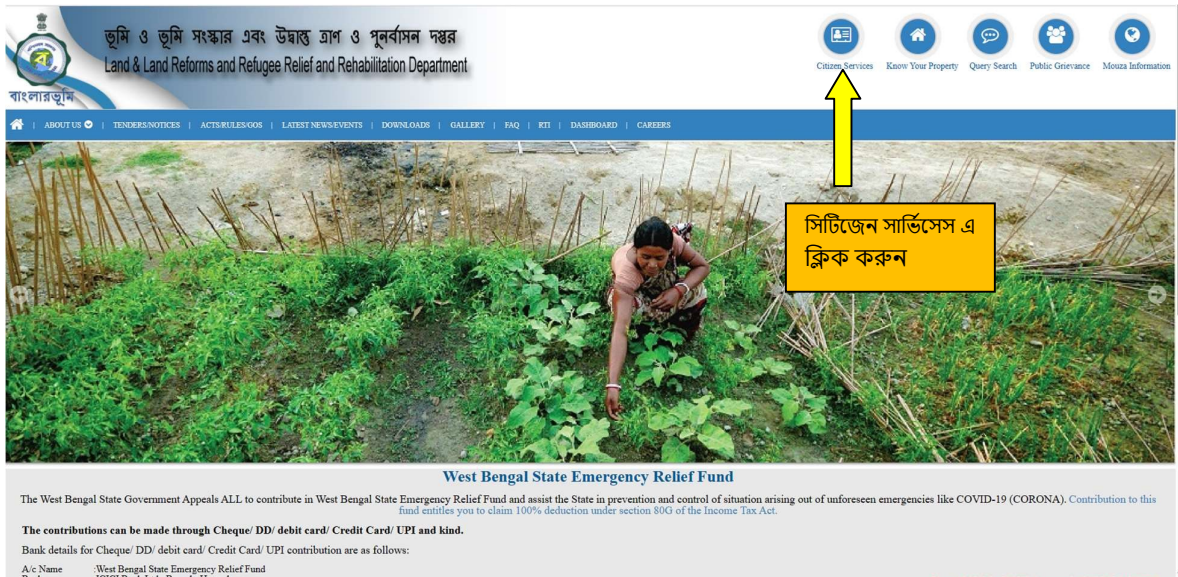 ভূমি ও ভূমি সংস্কার এবং উদ্বাস্তু ত্রাণ ও পুনর্বাসন দপ্তর
Land & Land Reforms and Refugee Relief and Rehabilitation Department
বাংলারভূমি
Citizen Services Know Your Property Query Search Public Grievance Mouza Information
ABOUT US | TENDERS/NOTICES | ACTS/RULES/GOS | LATEST NEWS/EVENTS | DOWNLOADS | GALLERY | FAQ | RTI | DASHBOARD | CAREERS
সিটিজেন সার্ভিসেস এ
ক্লিক করুন
West Bengal State Emergency Relief Fund
The West Bengal State Government Appeals ALL to contribute in West Bengal State Emergency Relief Fund and assist the State in prevention and control of situation arising out of unforeseen emergencies like COVID-19 (CORONA). Contribution to this
fund entitles you to claim 100% deduction under section 80G of the Income Tax Act.
The contributions can be made through Cheque/ DD/ debit card/ Credit Card/ UPI and kind.
Bank details for Cheque/ DD/ debit card/ Credit Card/ UPI contribution are as follows:
A/c Name :West Bengal State Emergency Relief Fund